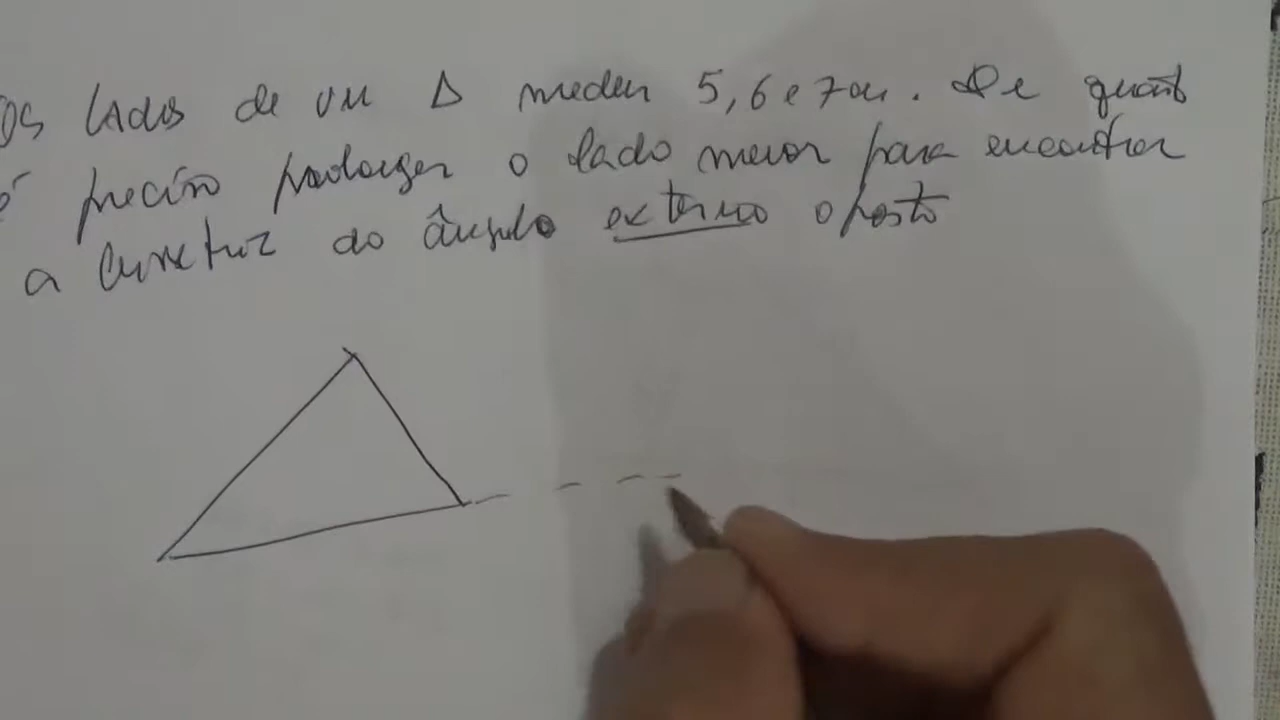 Os lados de um Δ medem 5, 6 e 7cm. De quanto
é preciso prolongar o lado menor para encontrar
a bissetriz do ângulo externo oposto